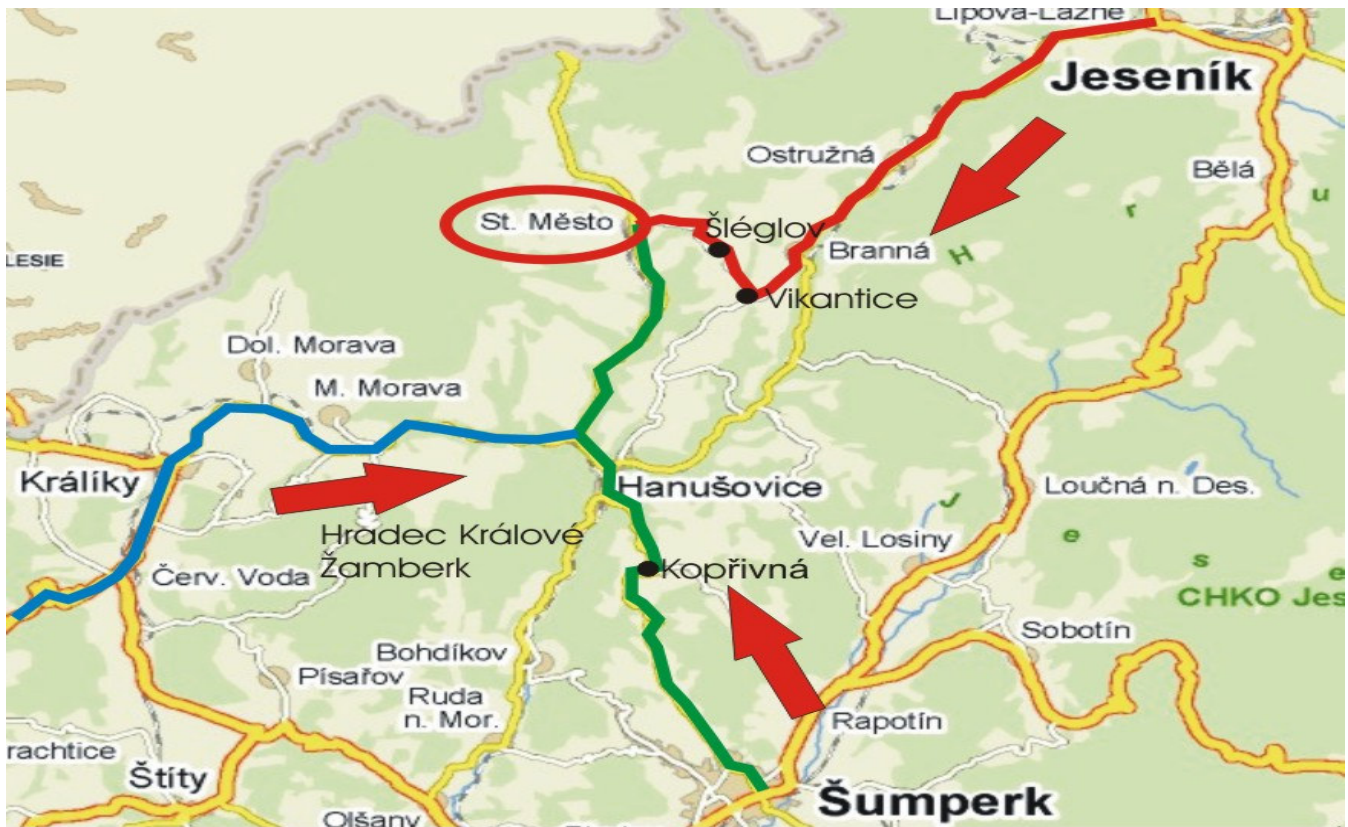 Lipová-Lázně
Jeseník
Ostružná
Bělá
St. Město
Šléglov
Branná
H
r
u
LESIE
Vikantice
Dol. Morava
M. Morava
Králíky
Hanušovice
Loučná n. Des.
J
e
s
e
Hradec Králové
Žamberk
Vel. Losiny
Červ. Voda
Kopřivná
CHKO Jes
Sobotín
Bohdíkov
Písařov
Ruda
n. Mor.
Rapotín
rachtice
Štíty
Šumperk
Olšany